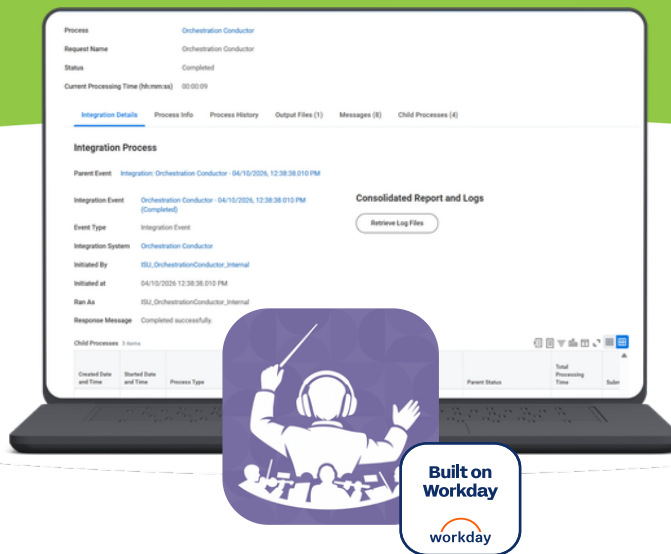 Process Orchestration Conductor
Request Name Orchestration Conductor
Status Completed
Current Processing Time (hh:mm:ss) 00:00:09
Integration Details Process Info Process History Output Files (1) Messages (8) Child Processes (4)
Integration Process
Parent Event Integration: Orchestration Conductor - 04/10/2026, 12:38:38.010 PM
Integration Event Orchestration Conductor - 04/10/2026, 12:38:38.010 PM
(Completed)
Consolidated Report and Logs
Retrieve Log Files
Event Type Integration Event
Integration System Orchestration Conductor
Initiated By ISU_OrchestrationConductor_Internal
Initiated at 04/10/2026 12:38:38.010 PM
Ran As ISU_OrchestrationConductor_Internal
Response Message Completed successfully.
Child Processes 3 items
Created Date
and Time
Started Date
and Time
Process Type
Parent Status
Total
Processing
Time
Built on
Workday
workday